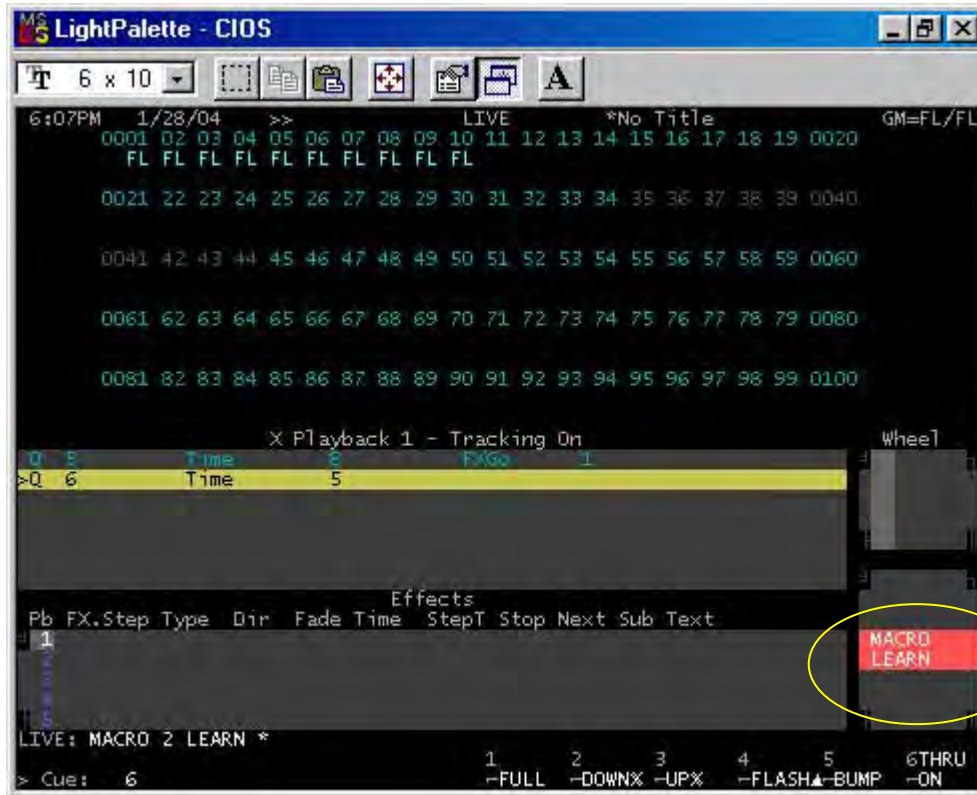 MS
DOS LightPalette - CIOS
6 x 10
A
6:07PM 1/28/04 >> LIVE *No Title GM=FL/FL
0001 02 03 04 05 06 07 08 09 10 11 12 13 14 15 16 17 18 19 0020
FL FL FL FL FL FL FL FL FL FL
0021 22 23 24 25 26 27 28 29 30 31 32 33 34 35 36 37 38 39 0040
0041 42 43 44 45 46 47 48 49 50 51 52 53 54 55 56 57 58 59 0060
0061 62 63 64 65 66 67 68 69 70 71 72 73 74 75 76 77 78 79 0080
0081 82 83 84 85 86 87 88 89 90 91 92 93 94 95 96 97 98 99 0100
X Playback 1 - Tracking On Wheel
Q 5 Time FXGo 1
>Q 6 Time 5
Effects
Pb FX.Step Type Dir Fade Time StepT Stop Next Sub Text
1
MACRO
LEARN
LIVE: MACRO 2 LEARN *
1 2 3 4 5 6THRU
> Cue: 6 ⌐FULL ⌐DOWN% ⌐UP% ⌐FLASH▲⌐BUMP ⌐ON